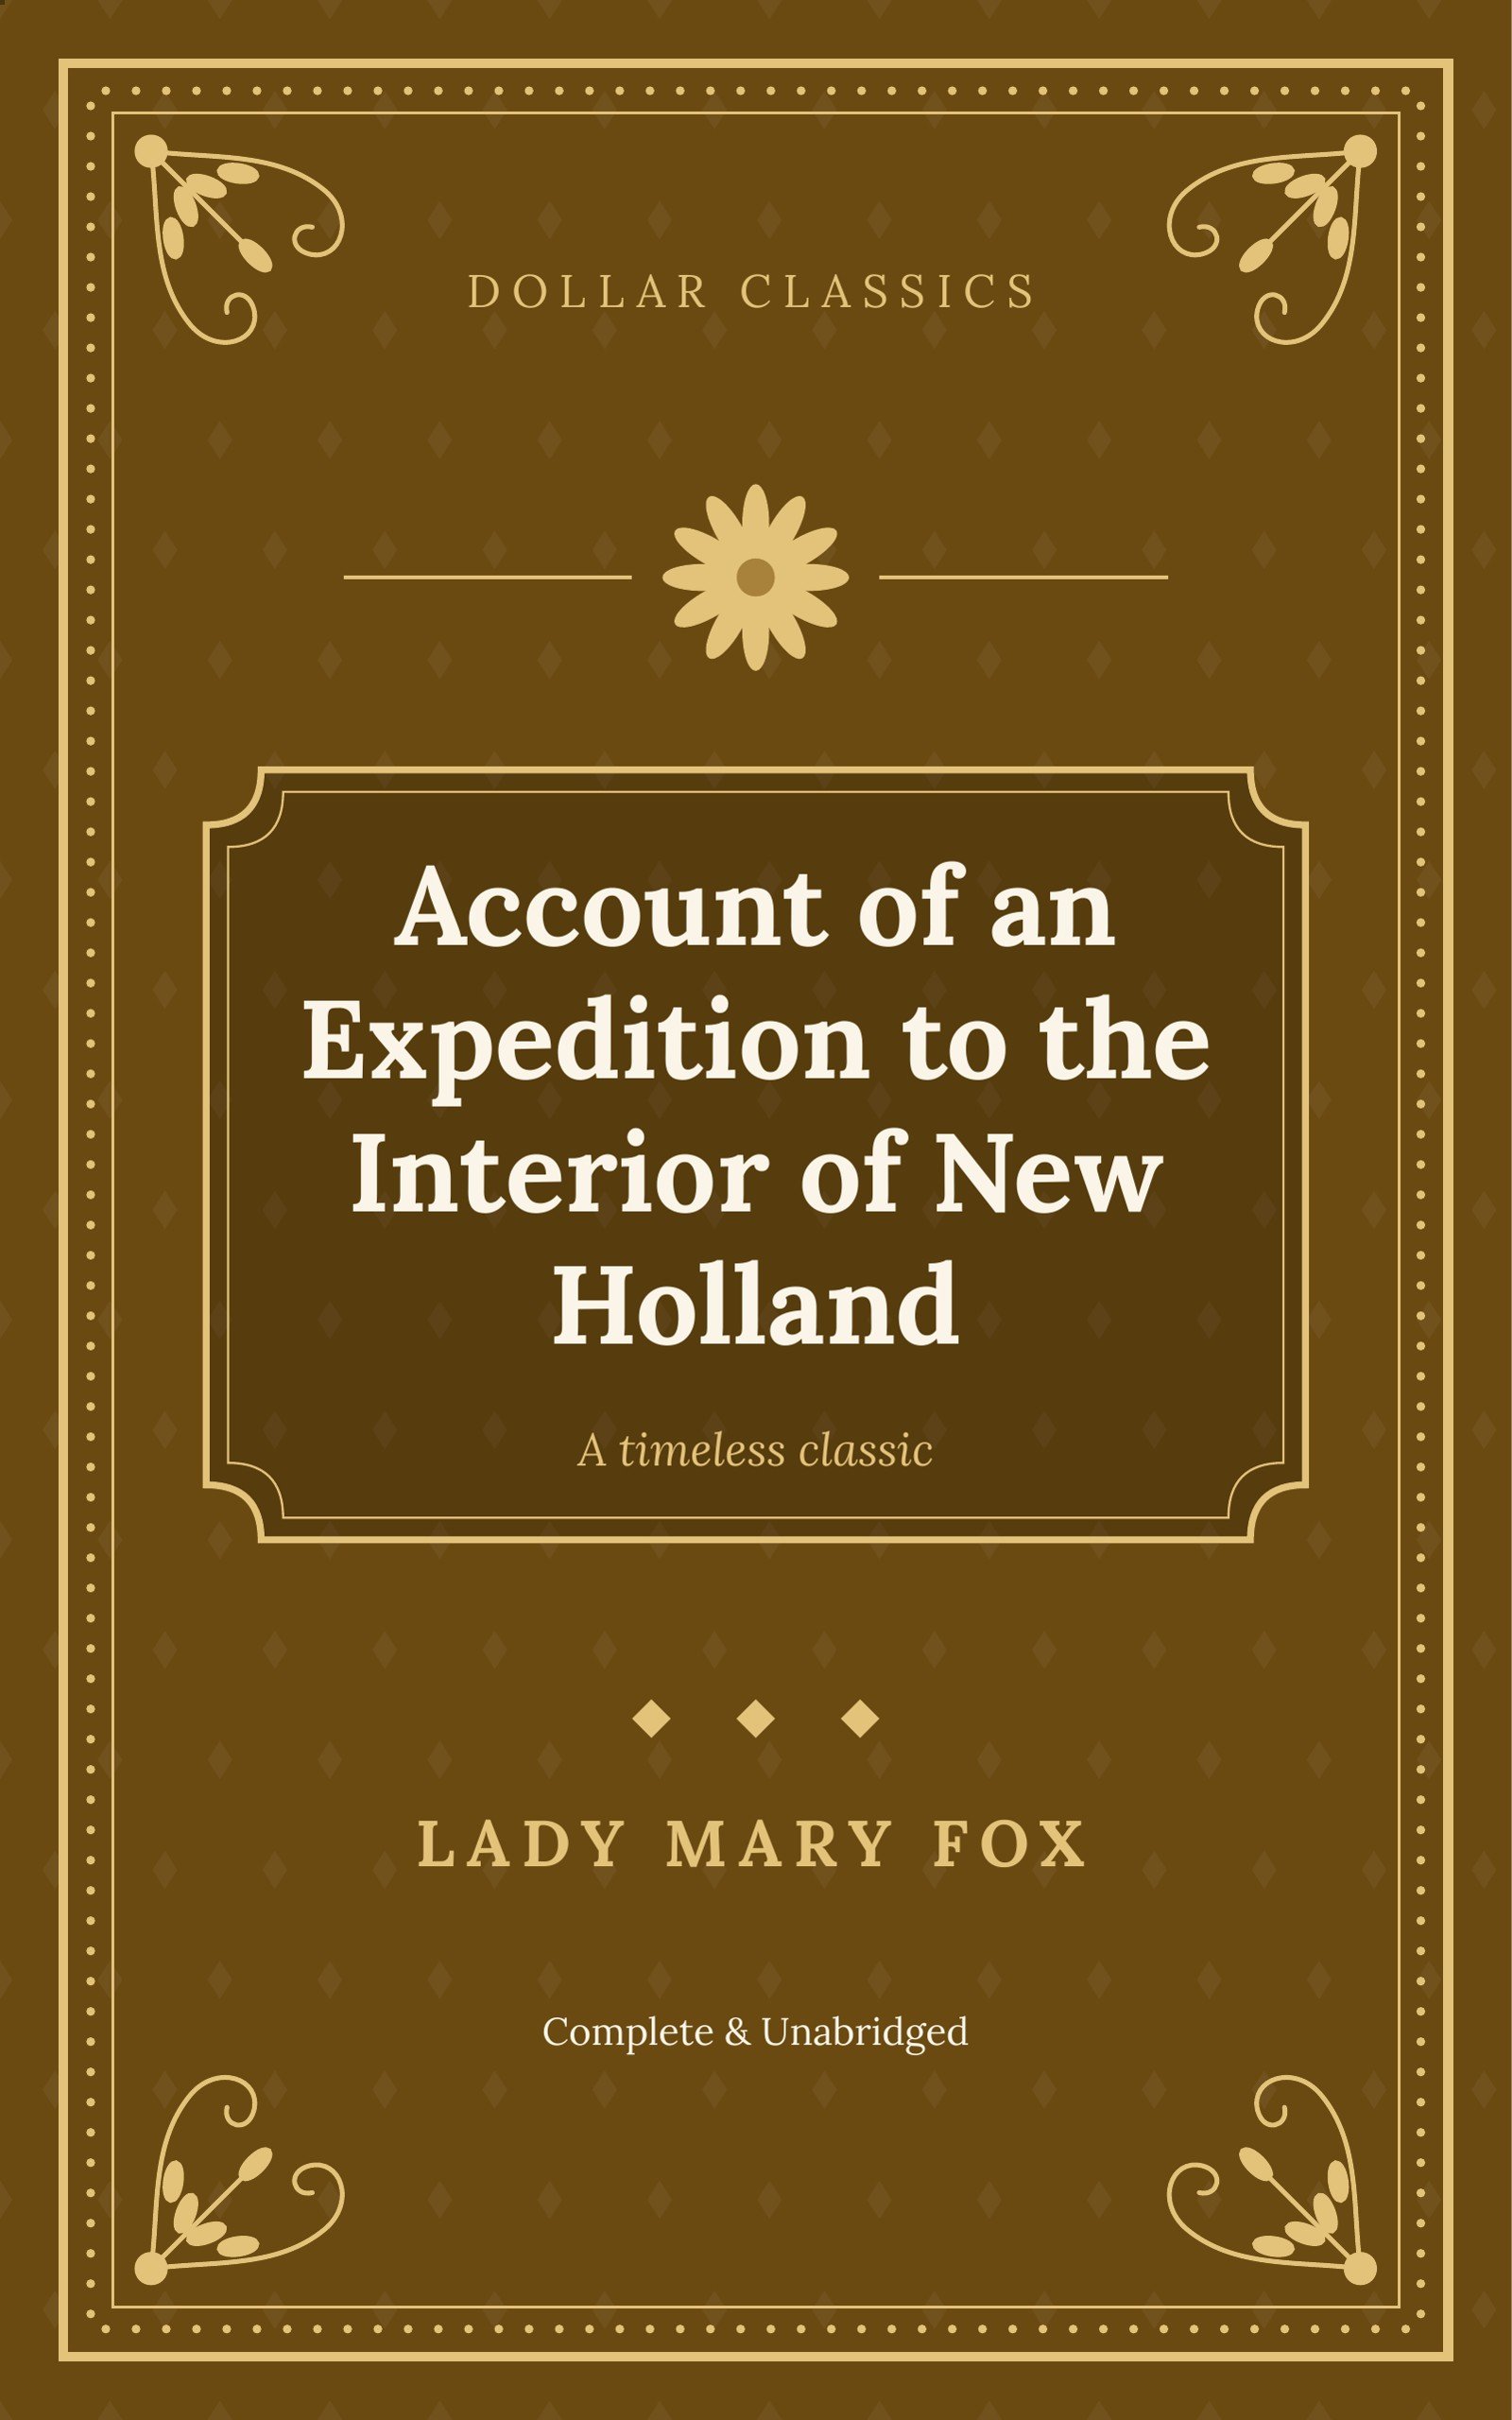 DOLLAR CLASSICS
Account of an
Expedition to the
Interior of New
Holland
A timeless classic
LADY MARY FOX
Complete & Unabridged